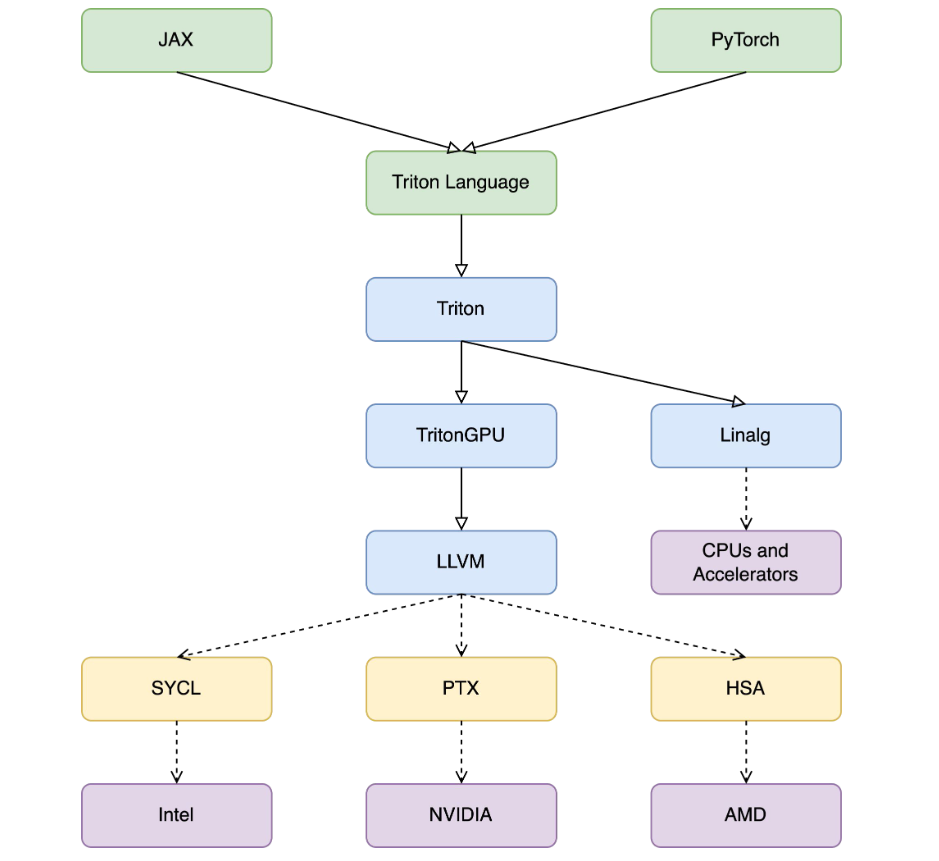 JAX
PyTorch
Triton Language
Triton
TritonGPU
Linalg
LLVM
CPUs and
Accelerators
SYCL
PTX
HSA
Intel
NVIDIA
AMD